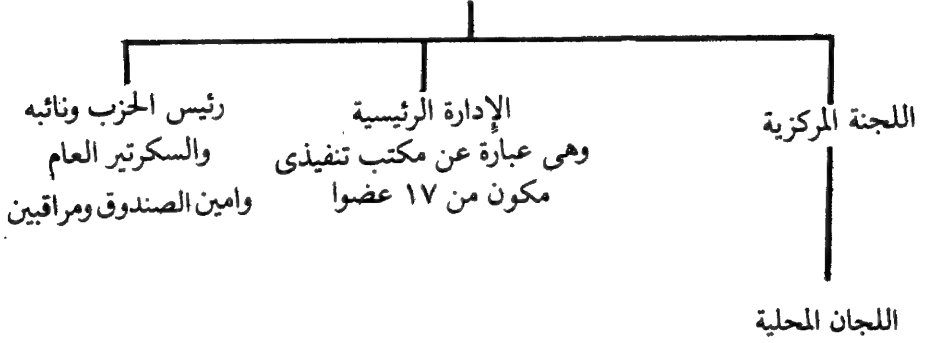 اللجنة المركزية
اللجان المحلية
الإدارة الرئيسية
وهى عبارة عن مكتب تنفيذى
مكون من ١٧ عضوا
رئيس الحزب ونائبه
والسكرتير العام
وامين الصندوق ومراقبين